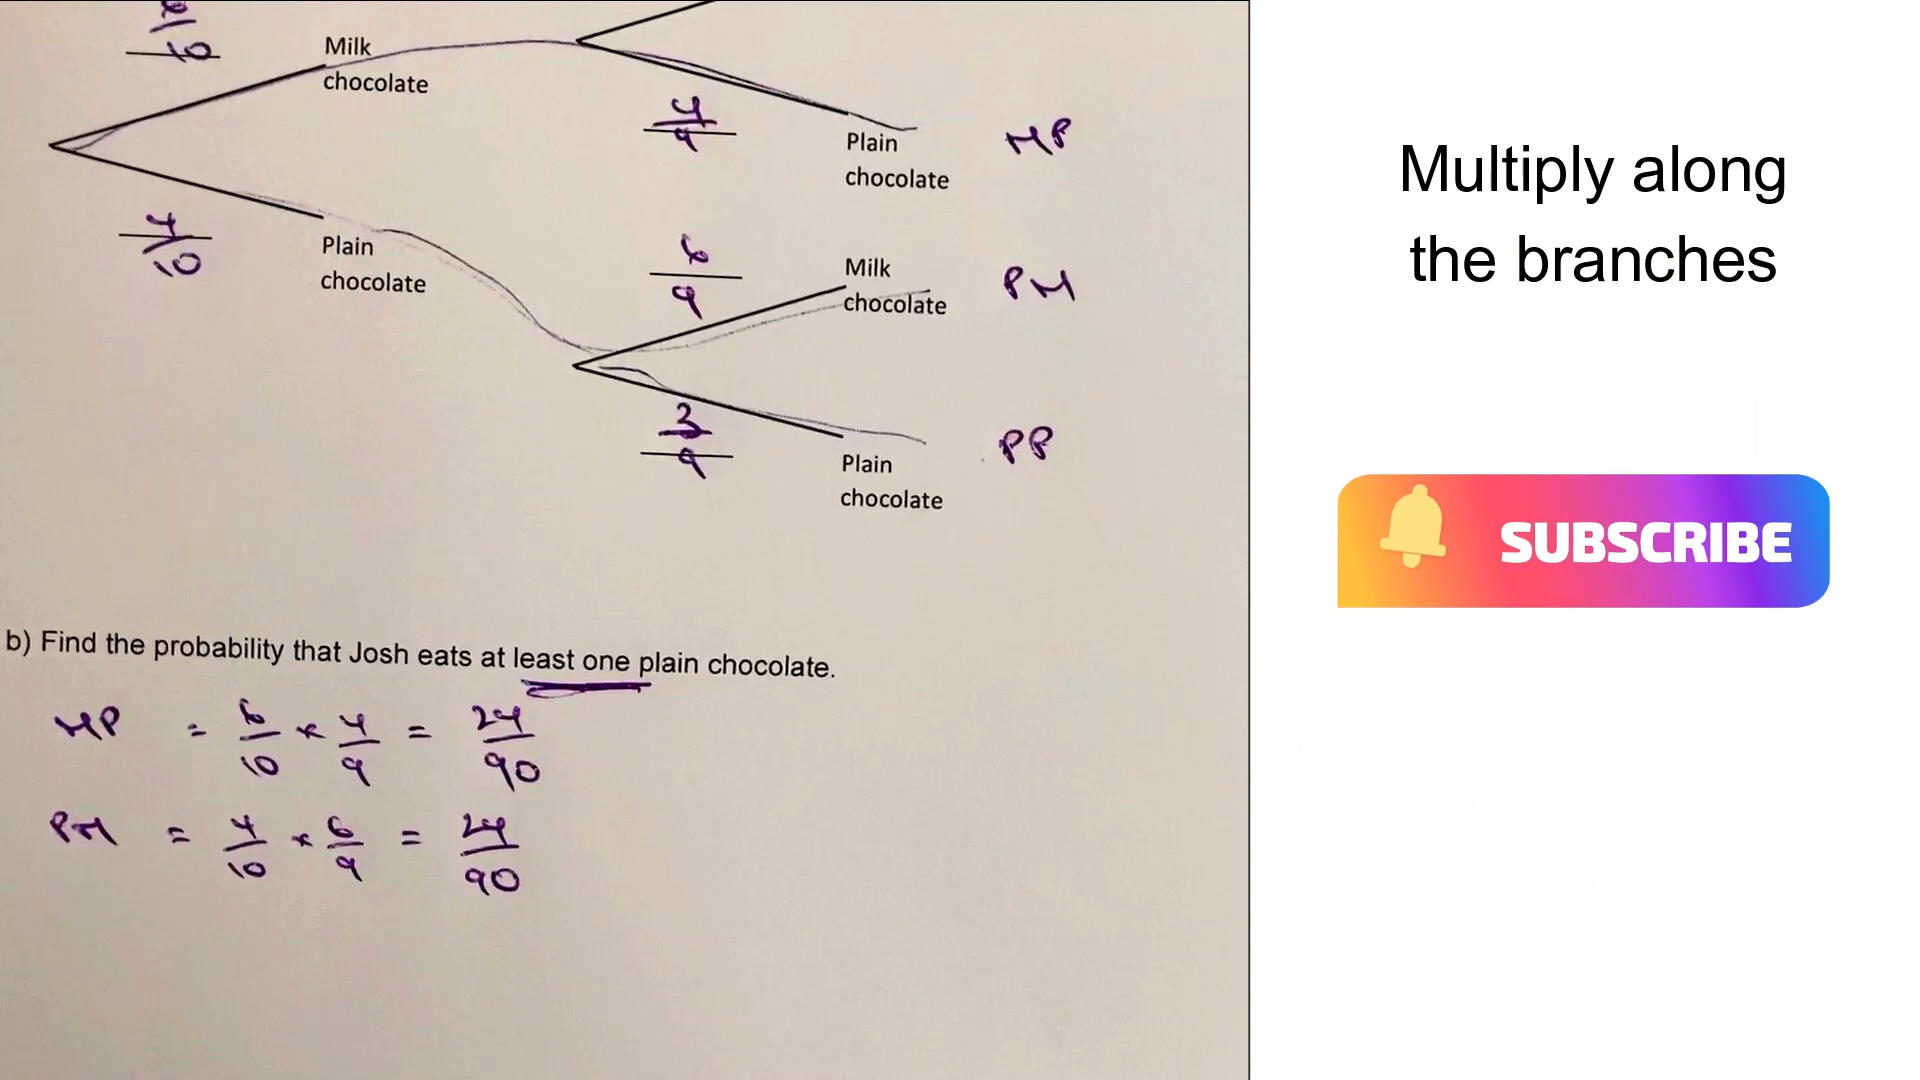 10
Milk
chocolate
4
9
Plain
chocolate
MP
Multiply along
the branches
4
10
Plain
chocolate
6
9
Milk
chocolate
PM
3
9
Plain
chocolate
PP
SUBSCRIBE
b) Find the probability that Josh eats at least one plain chocolate.
MP = 6/10 × 4/9 = 24/90
PM = 4/10 × 6/9 = 24/90